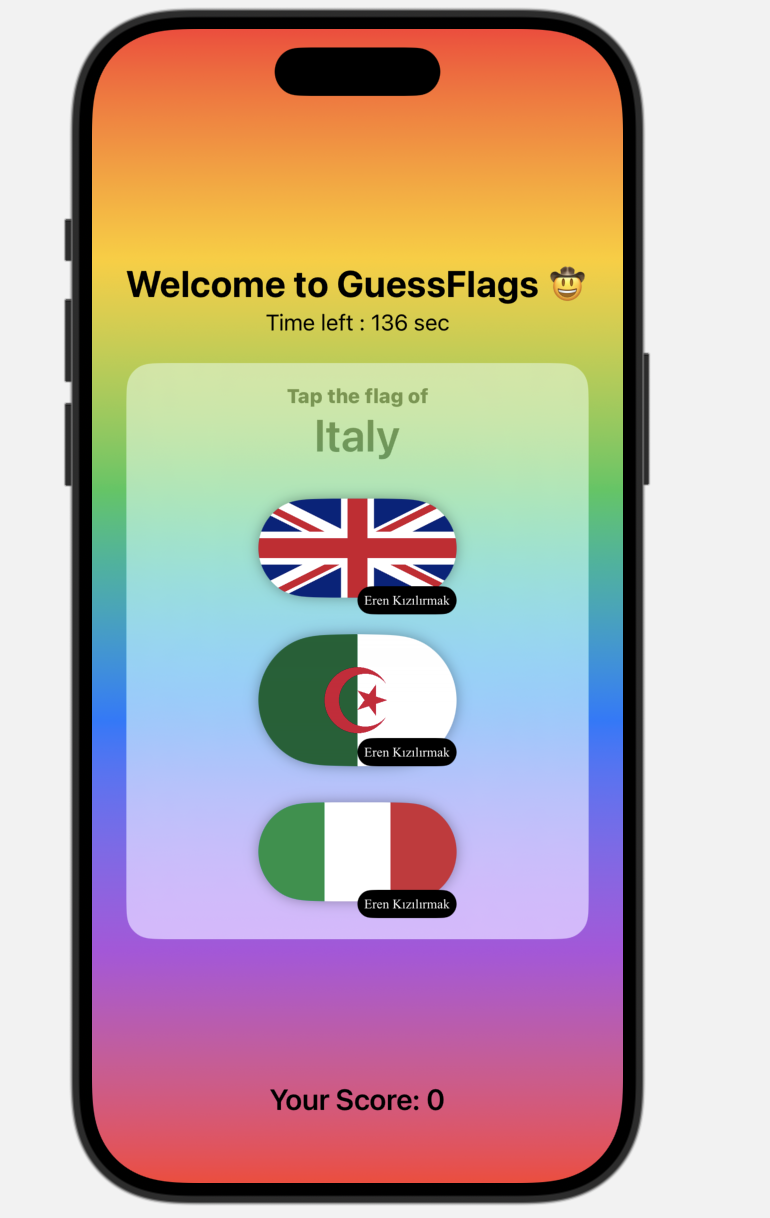 Welcome to GuessFlags 🤠
Time left : 136 sec
Tap the flag of
Italy
Eren Kızılırmak
Eren Kızılırmak
Eren Kızılırmak
Your Score: 0